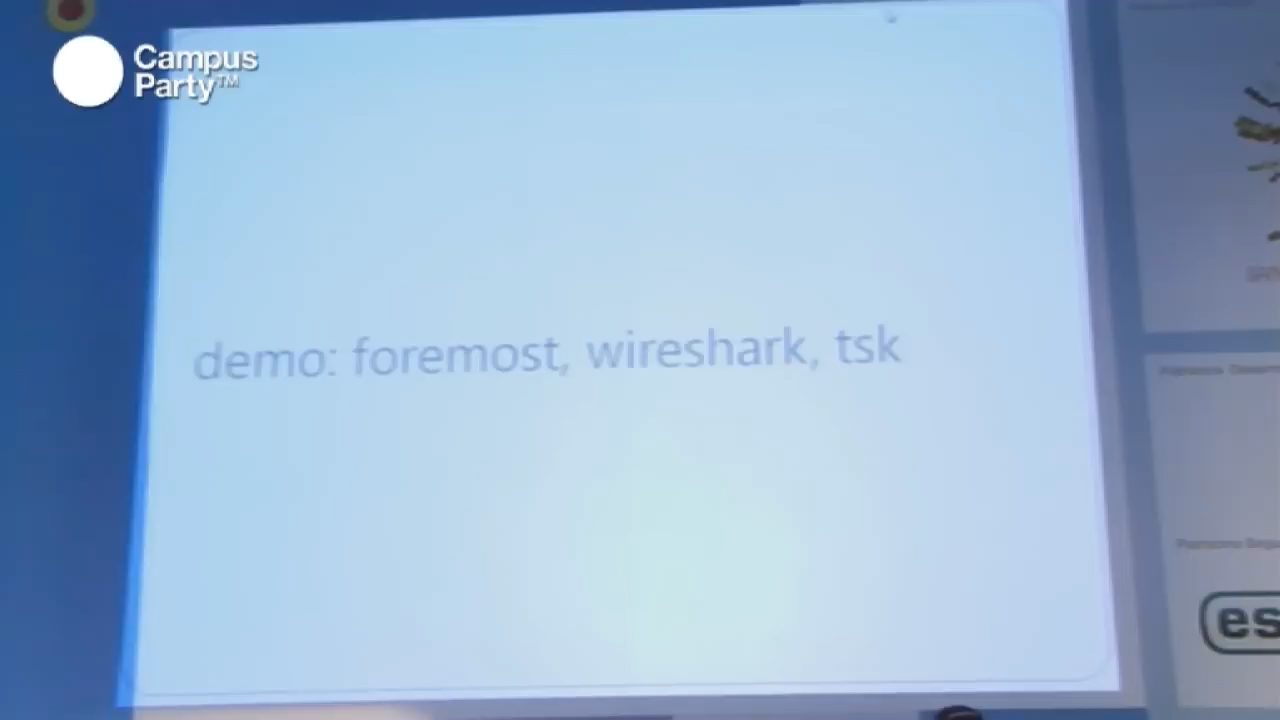 Campus
Party™
demo: foremost, wireshark, tsk
es